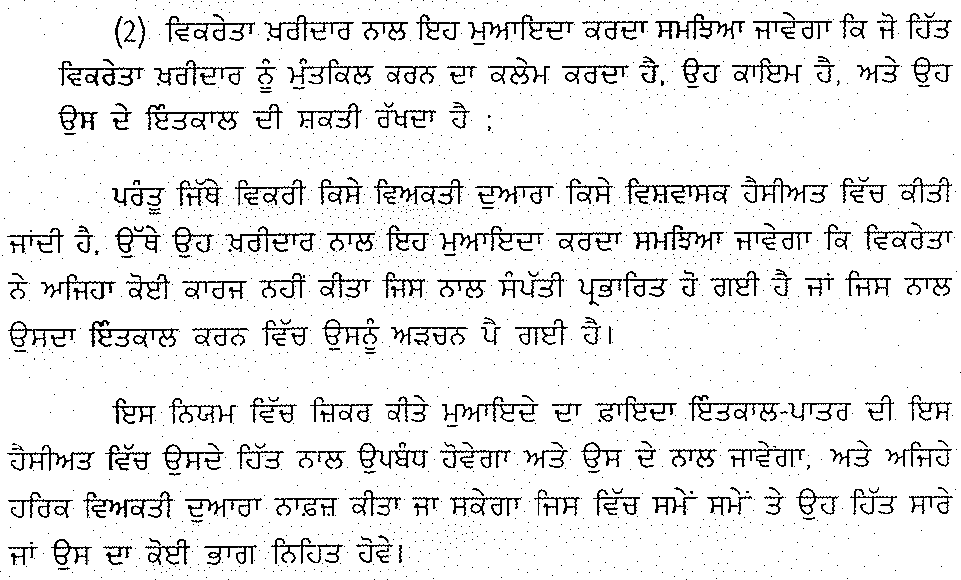 (2) ਵਿਕਰੇਤਾ ਖ਼ਰੀਦਾਰ ਨਾਲ ਇਹ ਮੁਆਇਦਾ ਕਰਦਾ ਸਮਝਿਆ ਜਾਵੇਗਾ ਕਿ ਜੋ ਹਿੱਤ
ਵਿਕਰੇਤਾ ਖ਼ਰੀਦਾਰ ਨੂੰ ਮੁੰਤਕਿਲ ਕਰਨ ਦਾ ਕਲੇਮ ਕਰਦਾ ਹੈ, ਉਹ ਕਾਇਮ ਹੈ, ਅਤੇ ਉਹ
ਉਸ ਦੇ ਇੰਤਕਾਲ ਦੀ ਸ਼ਕਤੀ ਰੱਖਦਾ ਹੈ ;
ਪਰੰਤੂ ਜਿੱਥੇ ਵਿਕਰੀ ਕਿਸੇ ਵਿਅਕਤੀ ਦੁਆਰਾ ਕਿਸੇ ਵਿਸ਼ਵਾਸਕ ਹੈਸੀਅਤ ਵਿੱਚ ਕੀਤੀ
ਜਾਂਦੀ ਹੈ, ਉੱਥੇ ਉਹ ਖ਼ਰੀਦਾਰ ਨਾਲ ਇਹ ਮੁਆਇਦਾ ਕਰਦਾ ਸਮਝਿਆ ਜਾਵੇਗਾ ਕਿ ਵਿਕਰੇਤਾ
ਨੇ ਅਜਿਹਾ ਕੋਈ ਕਾਰਜ ਨਹੀਂ ਕੀਤਾ ਜਿਸ ਨਾਲ ਸੰਪੱਤੀ ਪ੍ਰਭਾਰਿਤ ਹੋ ਗਈ ਹੈ ਜਾਂ ਜਿਸ ਨਾਲ
ਉਸਦਾ ਇੰਤਕਾਲ ਕਰਨ ਵਿੱਚ ਉਸਨੂੰ ਅੜਚਨ ਪੈ ਗਈ ਹੈ।
ਇਸ ਨਿਯਮ ਵਿੱਚ ਜ਼ਿਕਰ ਕੀਤੇ ਮੁਆਇਦੇ ਦਾ ਫ਼ਾਇਦਾ ਇੰਤਕਾਲ-ਪਾਤਰ ਦੀ ਇਸ
ਹੈਸੀਅਤ ਵਿੱਚ ਉਸਦੇ ਹਿੱਤ ਨਾਲ ਉਪਬੰਧ ਹੋਵੇਗਾ ਅਤੇ ਉਸ ਦੇ ਨਾਲ ਜਾਵੇਗਾ, ਅਤੇ ਅਜਿਹੇ
ਹਰਿਕ ਵਿਅਕਤੀ ਦੁਆਰਾ ਨਾਫਜ਼ ਕੀਤਾ ਜਾ ਸਕੇਗਾ ਜਿਸ ਵਿੱਚ ਸਮੇਂ ਸਮੇਂ ਤੇ ਉਹ ਹਿੱਤ ਸਾਰੇ
ਜਾਂ ਉਸ ਦਾ ਕੋਈ ਭਾਗ ਨਿਹਿਤ ਹੋਵੇ।